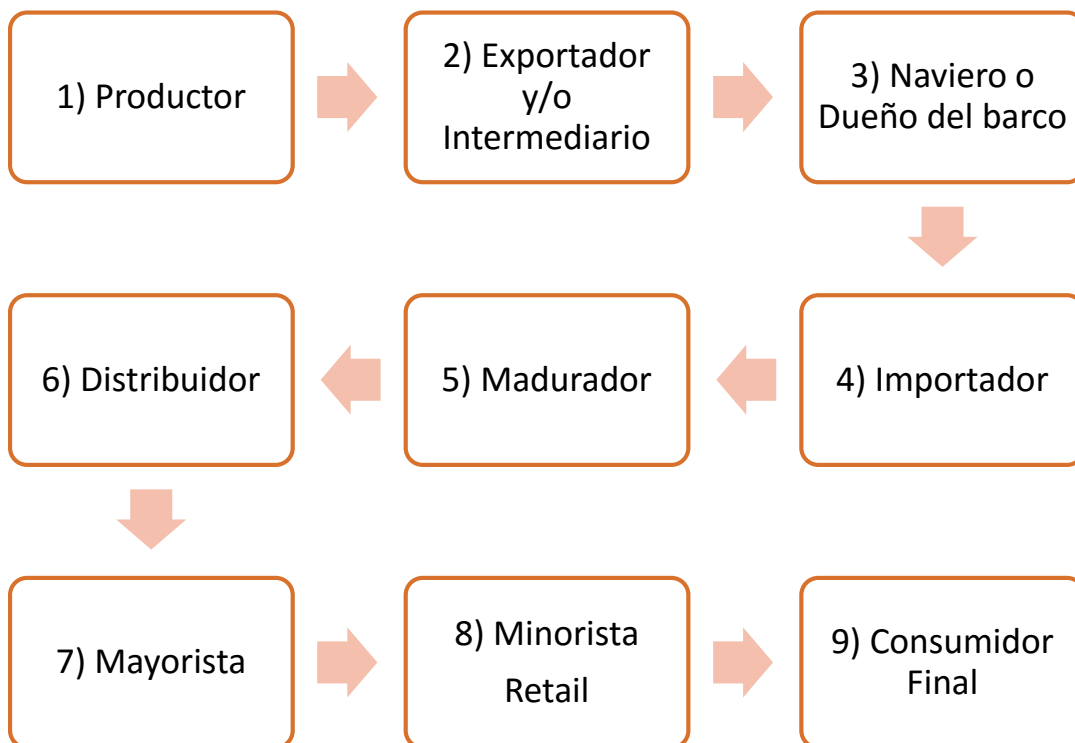 1) Productor
2) Exportador
y/o
Intermediario
3) Naviero o
Dueño del barco
4) Importador
5) Madurador
6) Distribuidor
7) Mayorista
8) Minorista
Retail
9) Consumidor
Final